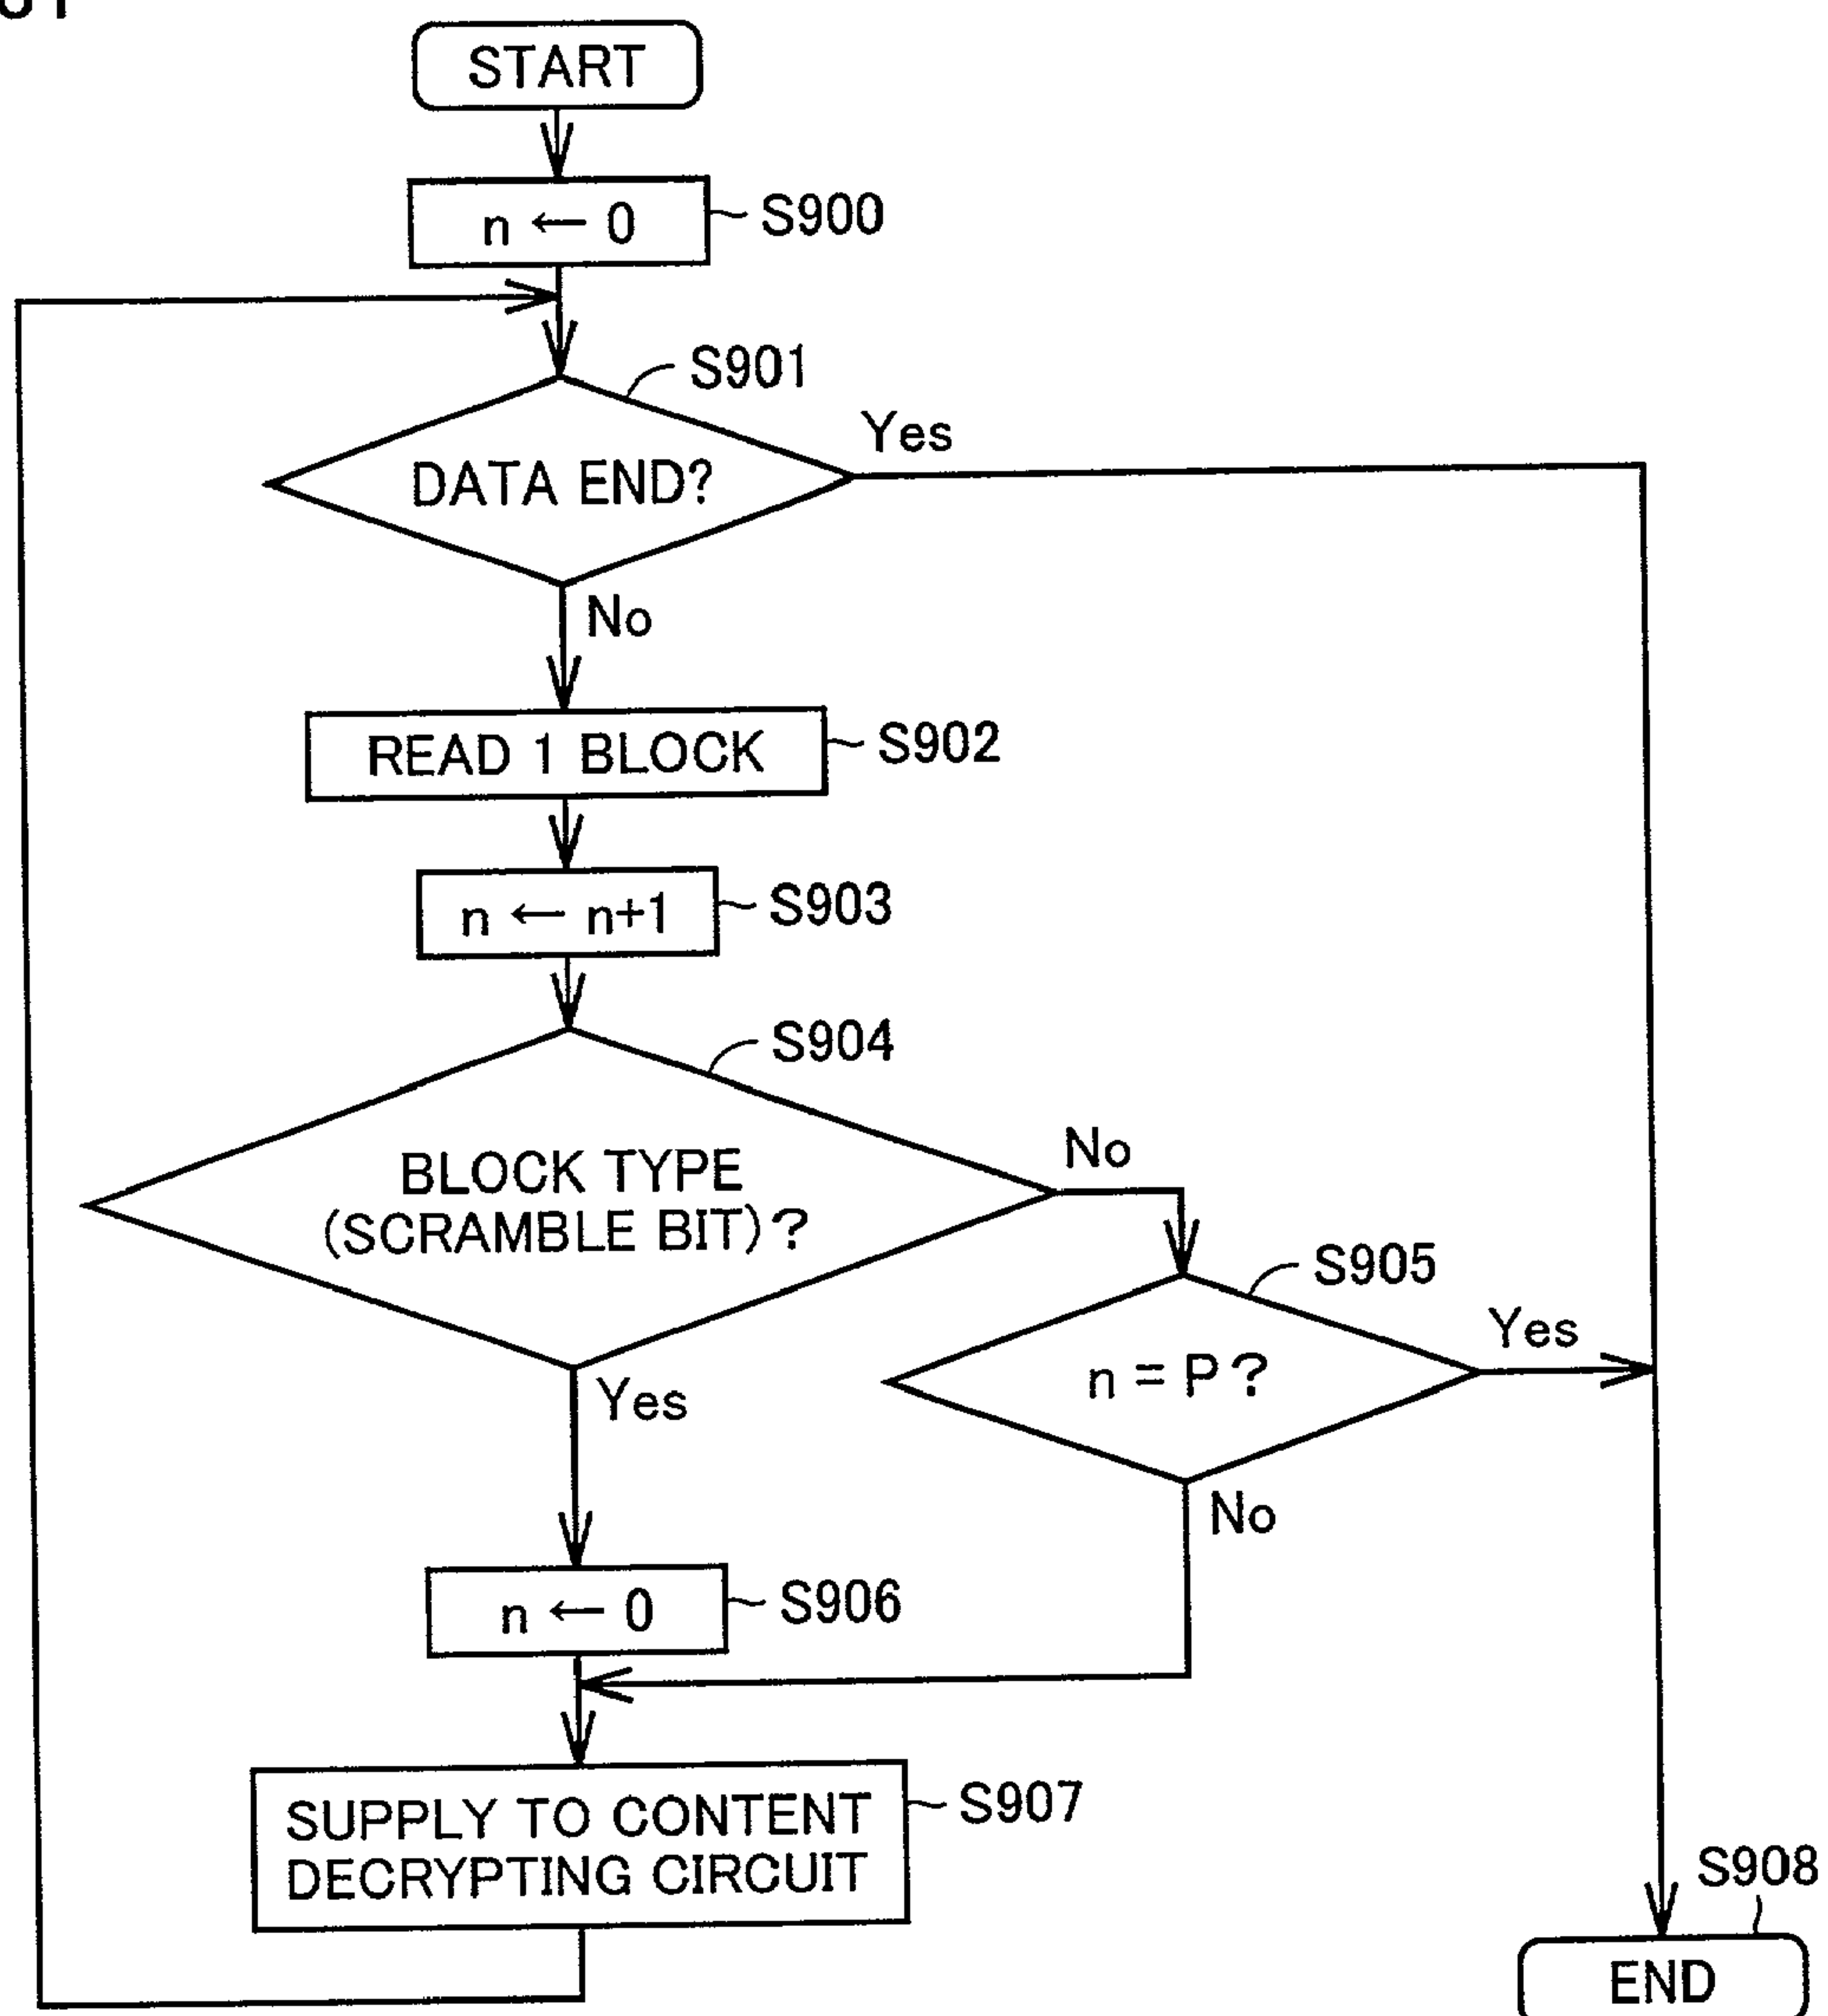 START
n ← 0
S900
S901
DATA END?
Yes
No
READ 1 BLOCK
S902
n ← n+1
S903
S904
BLOCK TYPE
(SCRAMBLE BIT)?
No
Yes
S905
n = P?
Yes
No
n ← 0
S906
SUPPLY TO CONTENT
DECRYPTING CIRCUIT
S907
S908
END